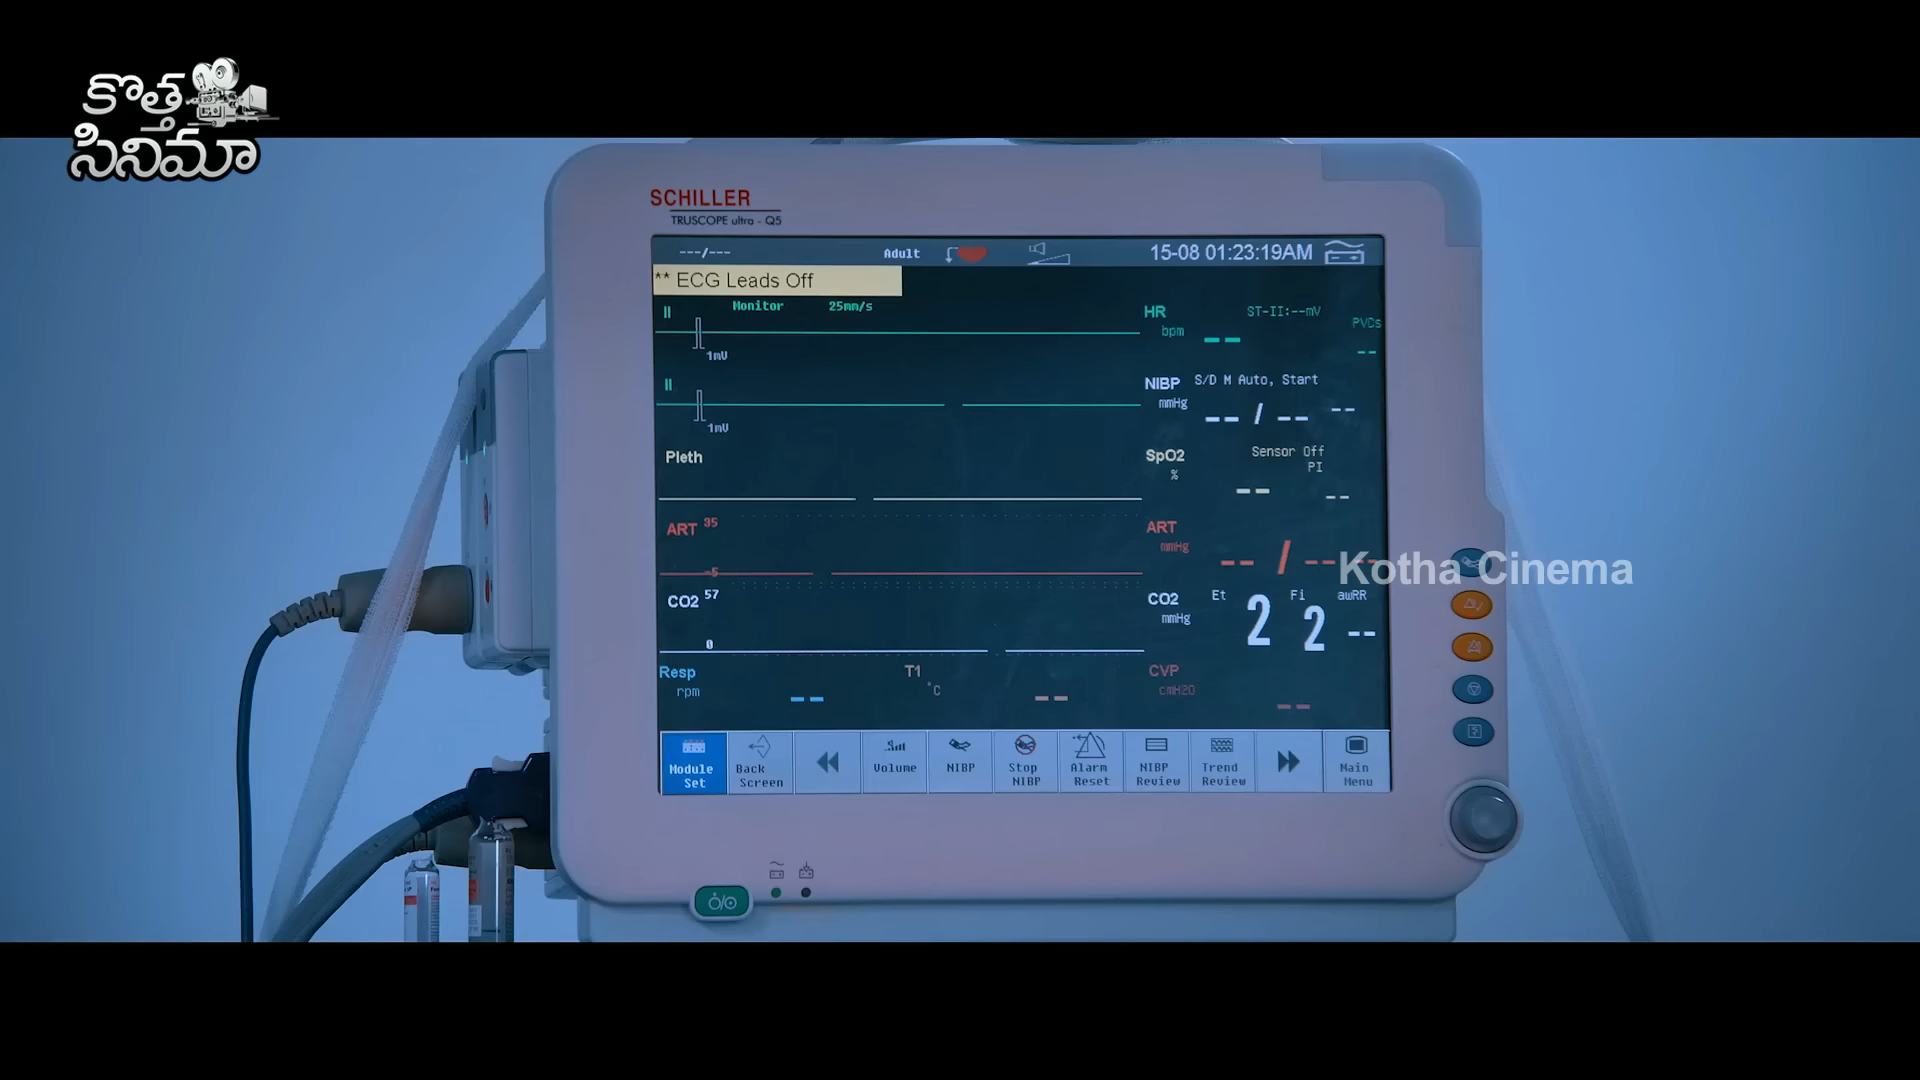 కొత్త
సినిమా
SCHILLER
TRUSCOPE ultra - Q5
---/---
Adult
15-08 01:23:19AM
** ECG Leads Off
II
Monitor
25mm/s
1mV
HR
bpm
--
ST-II:--mV
PVCs
--
II
1mV
NIBP
mmHg
S/D M Auto, Start
-- / --
--
Pleth
SpO2
%
Sensor Off
PI
--
--
ART 35
-5
ART
mmHg
-- / --
Kotha Cinema
CO2 57
0
CO2
mmHg
Et 2
Fi 2
awRR --
Resp
rpm
--
T1
°C
--
CVP
cmH2O
--
Module
Set
Back
Screen
Volume
NIBP
Stop
NIBP
Alarm
Reset
NIBP
Review
Trend
Review
Main
Menu